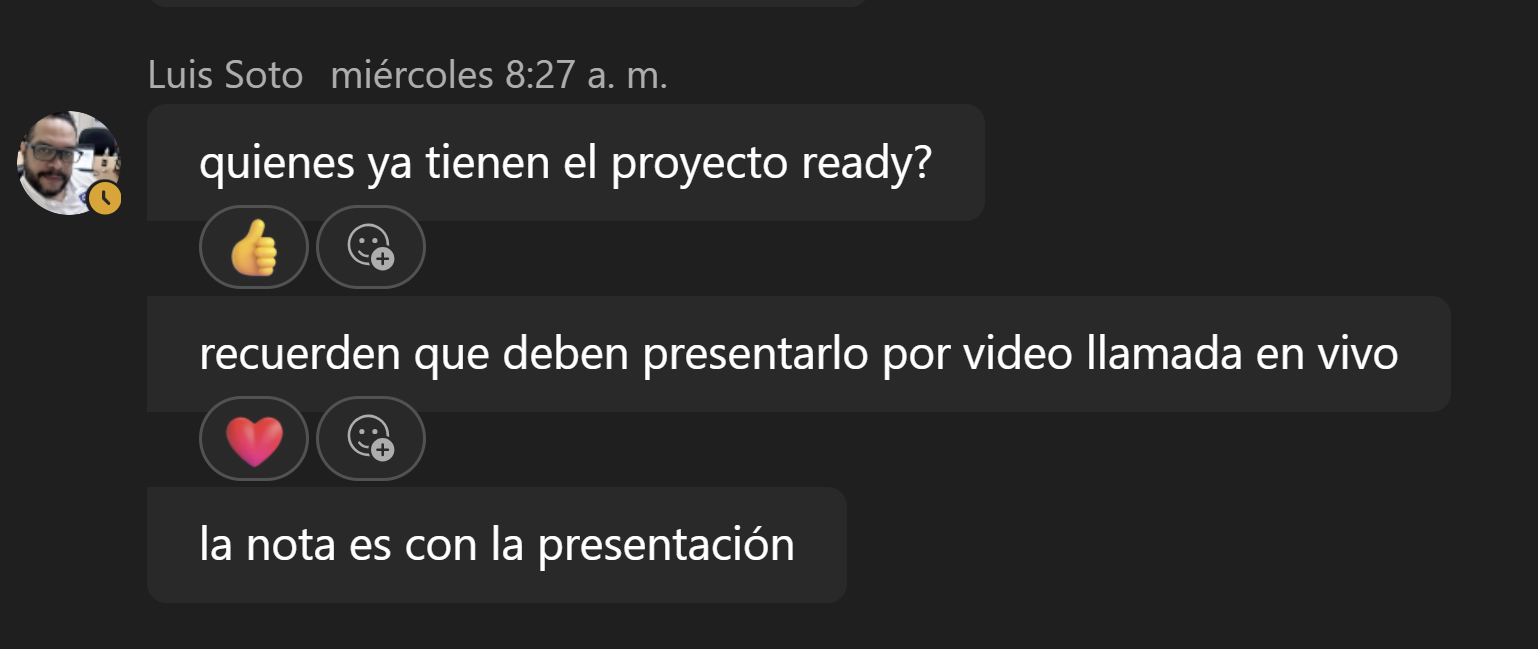 Luis Soto miércoles 8:27 a. m.
quienes ya tienen el proyecto ready?
recuerden que deben presentarlo por video llamada en vivo
la nota es con la presentación